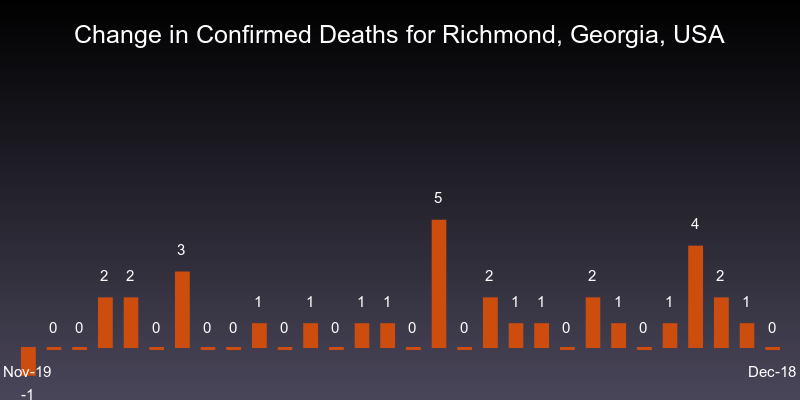 Change in Confirmed Deaths for Richmond, Georgia, USA
5
4
3
2 2 2 2 2
1 1 1 1 1 1 1 1 1
0 0 0 0 0 0 0 0 0 0 0 0
Nov-19 Dec-18
-1